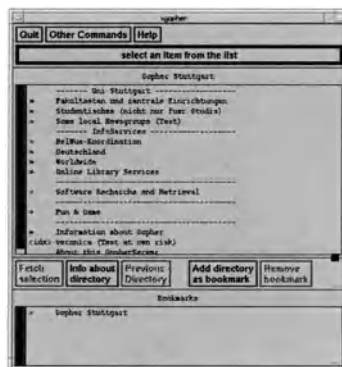 xgopher
Quit Other Commands Help
select an item from the list
Gopher Stuttgart
------- Uni Stuttgart --------------------
» Fakultaeten und zentrale Einrichtungen
» Studentisches (nicht nur fuer Studis)
» Some local Newsgroups (Test)
------- InfoServices --------------------
» BelWue-Koordination
» Deutschland
» Worldwide
» Online Library Services
----------------------------------------
» Software Recherche und Retrieval
----------------------------------------
» Fun & Game
----------------------------------------
» Information about Gopher
<idx> veronica (Test at own risk)
About this GopherServer
Fetch selection Info about directory Previous Directory Add directory as bookmark Remove bookmark
Bookmarks
» Gopher Stuttgart